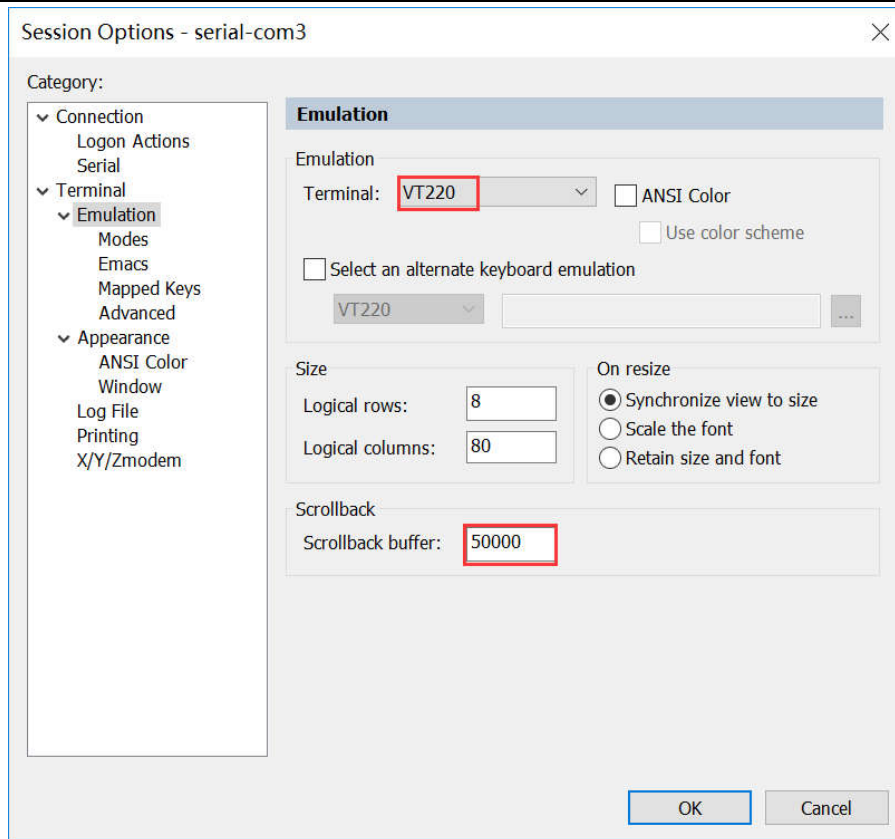 Session Options - serial-com3
Category:
Connection
Logon Actions
Serial
Terminal
Emulation
Modes
Emacs
Mapped Keys
Advanced
Appearance
ANSI Color
Window
Log File
Printing
X/Y/Zmodem
Emulation
Emulation
Terminal: VT220 ANSI Color
Use color scheme
Select an alternate keyboard emulation
VT220 ...
Size
Logical rows: 8
Logical columns: 80
On resize
Synchronize view to size
Scale the font
Retain size and font
Scrollback
Scrollback buffer: 50000
OK Cancel